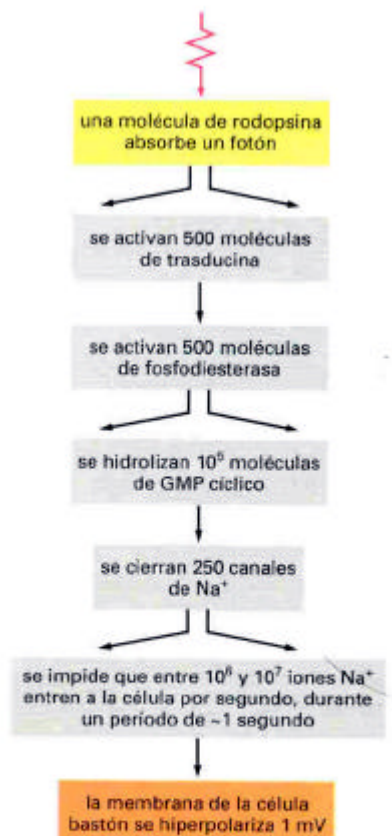 una molécula de rodopsina
absorbe un fotón
se activan 500 moléculas
de trasducina
se activan 500 moléculas
de fosfodiesterasa
se hidrolizan 10⁵ moléculas
de GMP cíclico
se cierran 250 canales
de Na⁺
se impide que entre 10⁶ y 10⁷ iones Na⁺
entren a la célula por segundo, durante
un período de ~1 segundo
la membrana de la célula
bastón se hiperpolariza 1 mV